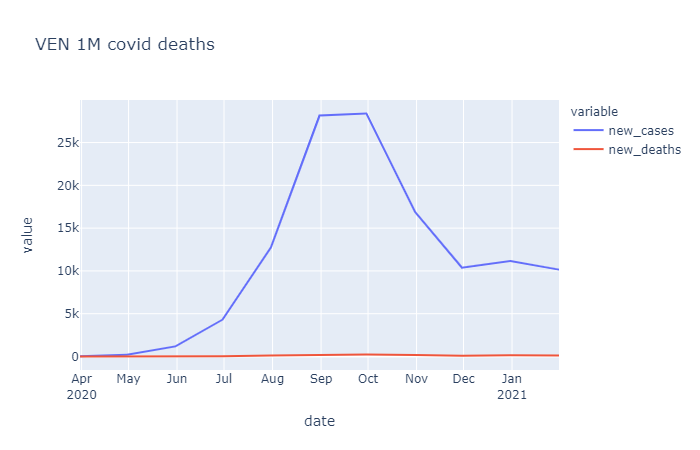 VEN 1M covid deaths
variable
new_cases
new_deaths
value
25k
20k
15k
10k
5k
0
Apr May Jun Jul Aug Sep Oct Nov Dec Jan
2020 2021
date